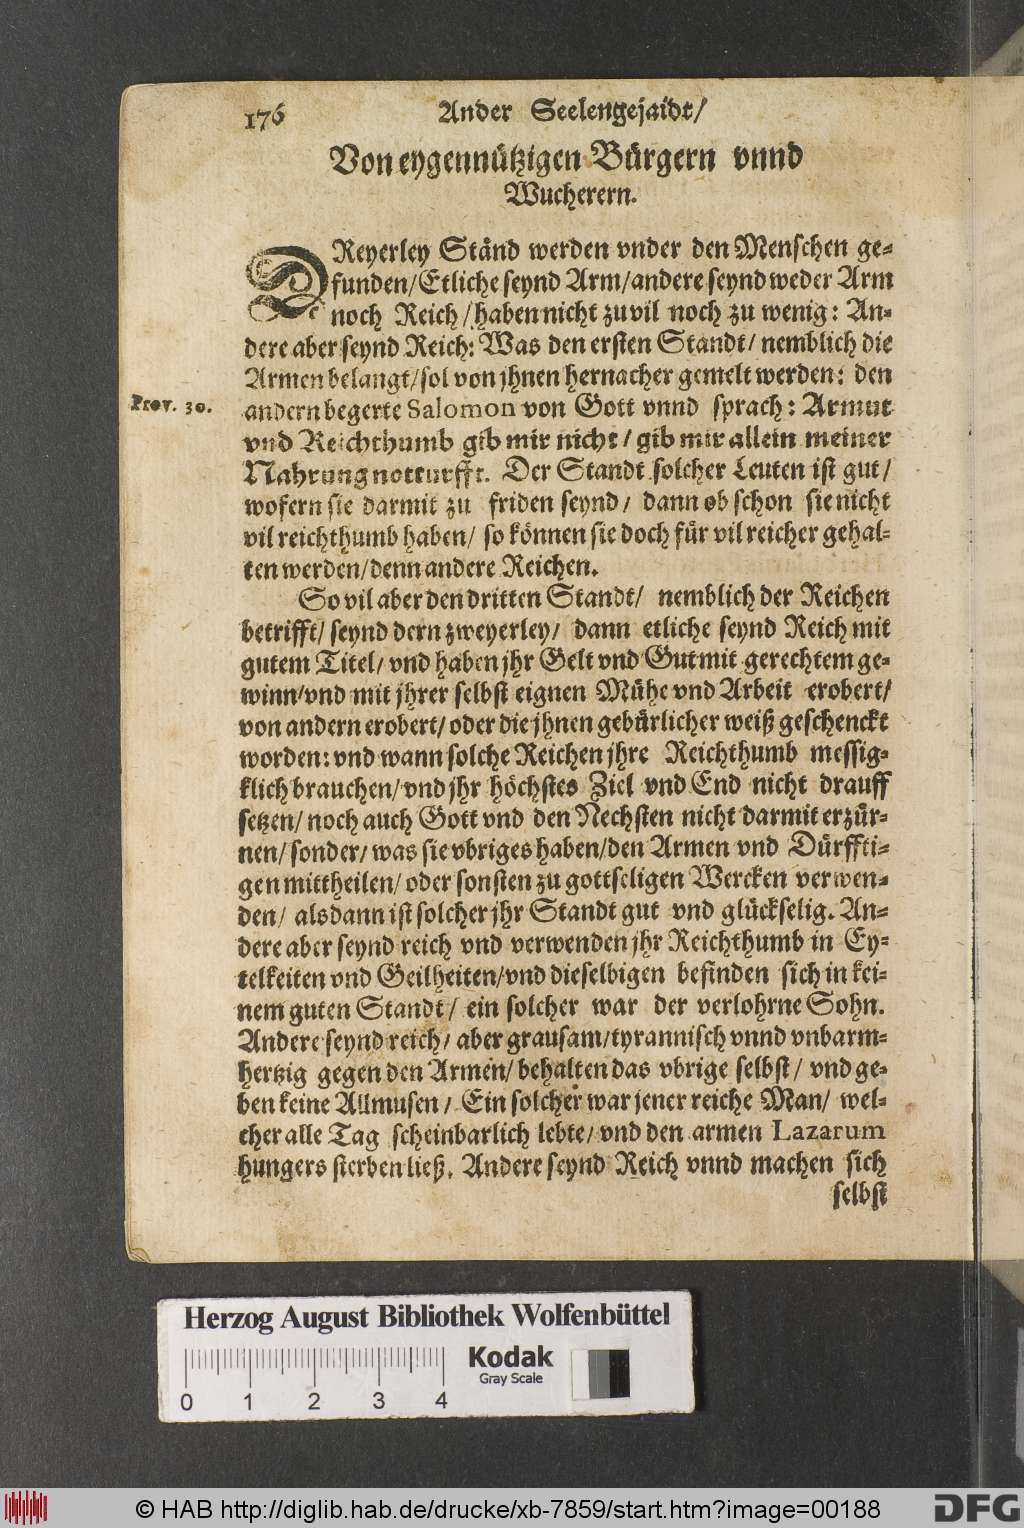 176 Ander Seelengejaidt/
Von eygennützigen Bürgern vnnd
Wucherern.
DReyerley Ständ werden vnder den Menschen ge-
funden/Etliche seynd Arm/andere seynd weder Arm
noch Reich/haben nicht zuvil noch zu wenig: An-
dere aber seynd Reich: Was den ersten Standt/ nemblich die
Armen belangt/sol von jhnen hernacher gemelt werden: den
Prov. 30.
andern begerte Salomon von Gott vnnd sprach: Armut
vnd Reichthumb gib mir nicht/gib mir allein meiner
Nahrung notturfft. Der Standt solcher Leuten ist gut/
wofern sie darmit zu friden seynd/ dann ob schon sie nicht
vil reichthumb haben/ so können sie doch für vil reicher gehal-
ten werden/denn andere Reichen.
So vil aber den dritten Standt/ nemblich der Reichen
betrifft/ seynd dern zweyerley/ dann etliche seynd Reich mit
gutem Titel/ vnd haben jhr Gelt vnd Gut mit gerechtem ge-
winn/vnd mit jhrer selbst eignen Mühe vnd Arbeit erobert/
von andern erobert/ oder die jhnen gebürlicher weiß geschenckt
worden: vnd wann solche Reichen jhre Reichthumb messig-
klich brauchen/vnd jhr höchstes Ziel vnd End nicht drauff
setzen/ noch auch Gott vnd den Nechsten nicht darmit erzür-
nen/ sonder/ was sie vbriges haben/den Armen vnd Dürffti-
gen mittheilen/ oder sonsten zu gottseligen Wercken verwen-
den/ alsdann ist solcher jhr Standt gut vnd glückselig. An-
dere aber seynd reich vnd verwenden jhr Reichthumb in Ey-
telkeiten vnd Geilheiten/vnd dieselbigen befinden sich in kei-
nem guten Standt/ ein solcher war der verlohrne Sohn.
Andere seynd reich/ aber grausam/tyrannisch vnnd vnbarm-
hertzig gegen den Armen/ behalten das vbrige selbst/ vnd ge-
ben keine Allmusen/ Ein solcher war jener reiche Man/ wel-
cher alle Tag scheinbarlich lebte/ vnd den armen Lazarum
hungers sterben ließ. Andere seynd Reich vnnd machen sich
selbst
Herzog August Bibliothek Wolfenbüttel
0 1 2 3 4
Kodak
Gray Scale
© HAB http://diglib.hab.de/drucke/xb-7859/start.htm?image=00188
DFG